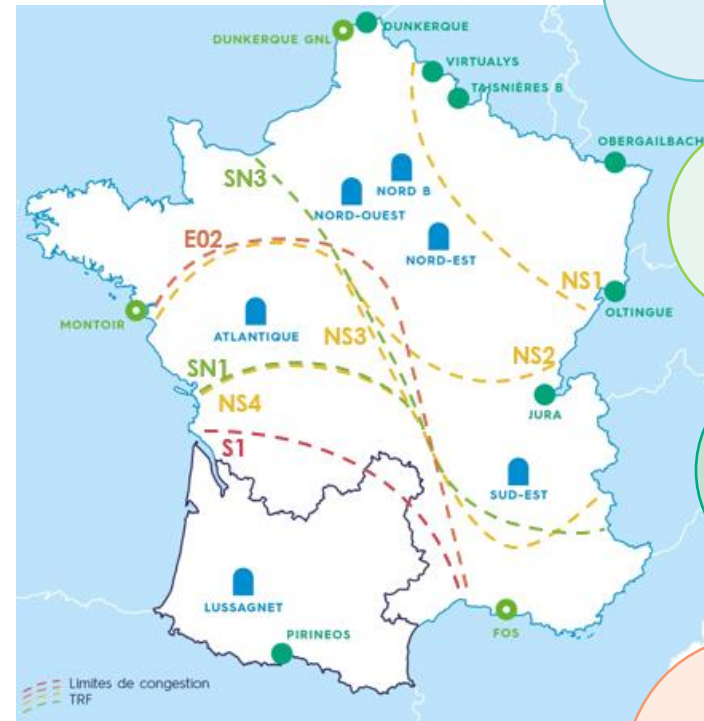 DUNKERQUE
DUNKERQUE GNL
VIRTUALYS
TAISNIÈRES B
OBERGAILBACH
SN3
NORD B
NORD-OUEST
E02
NORD-EST
NS1
OLTINGUE
MONTOIR
ATLANTIQUE
NS3
NS2
SN1
NS4
JURA
S1
SUD-EST
LUSSAGNET
FOS
PIRINEOS
Limites de congestion
TRF